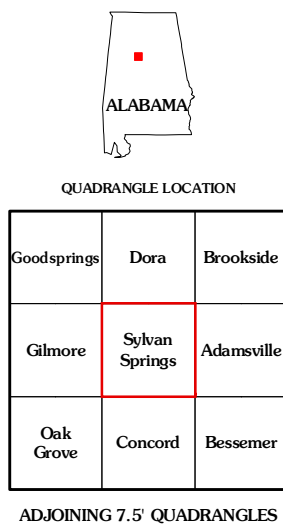 ALABAMA
QUADRANGLE LOCATION
Goodsprings Dora Brookside
Gilmore Sylvan Springs Adamsville
Oak Grove Concord Bessemer
ADJOINING 7.5' QUADRANGLES